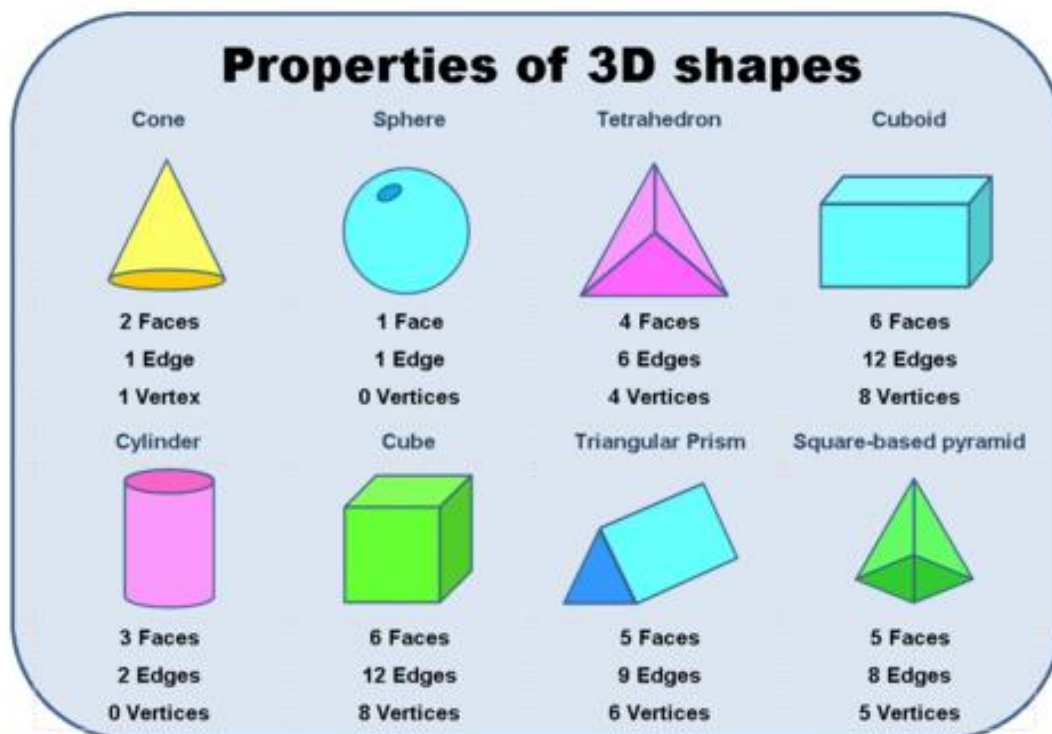 Properties of 3D shapes
Cone
Sphere
Tetrahedron
Cuboid
2 Faces
1 Face
4 Faces
6 Faces
1 Edge
1 Edge
6 Edges
12 Edges
1 Vertex
0 Vertices
4 Vertices
8 Vertices
Cylinder
Cube
Triangular Prism
Square-based pyramid
3 Faces
6 Faces
5 Faces
5 Faces
2 Edges
12 Edges
9 Edges
8 Edges
0 Vertices
8 Vertices
6 Vertices
5 Vertices